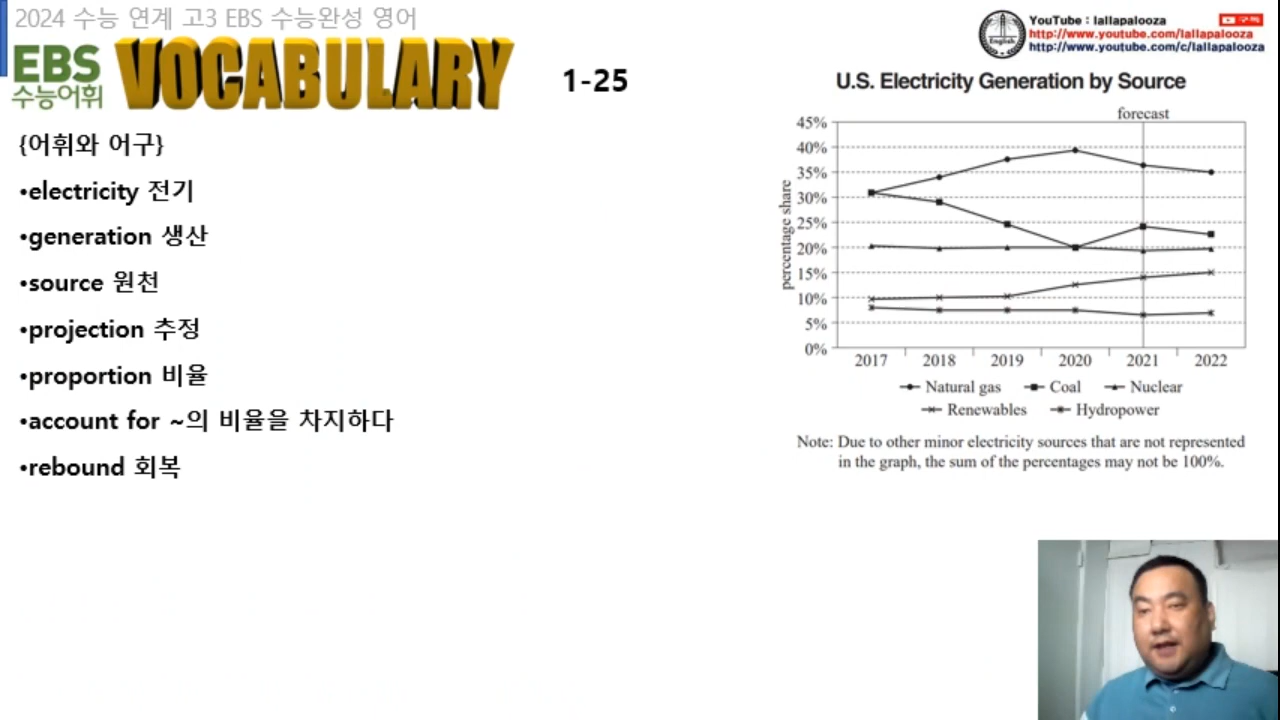 2024 수능 연계 고3 EBS 수능완성 영어
EBS
수능어휘
VOCABULARY
1-25
{어휘와 어구}
•electricity 전기
•generation 생산
•source 원천
•projection 추정
•proportion 비율
•account for ~의 비율을 차지하다
•rebound 회복
YouTube : lallapalooza
구독
http://www.youtube.com/lallapalooza
http://www.youtube.com/c/lallapalooza
English
U.S. Electricity Generation by Source
forecast
percentage share
45%
40%
35%
30%
25%
20%
15%
10%
5%
0%
2017 2018 2019 2020 2021 2022
Natural gas Coal Nuclear
Renewables Hydropower
Note: Due to other minor electricity sources that are not represented
in the graph, the sum of the percentages may not be 100%.